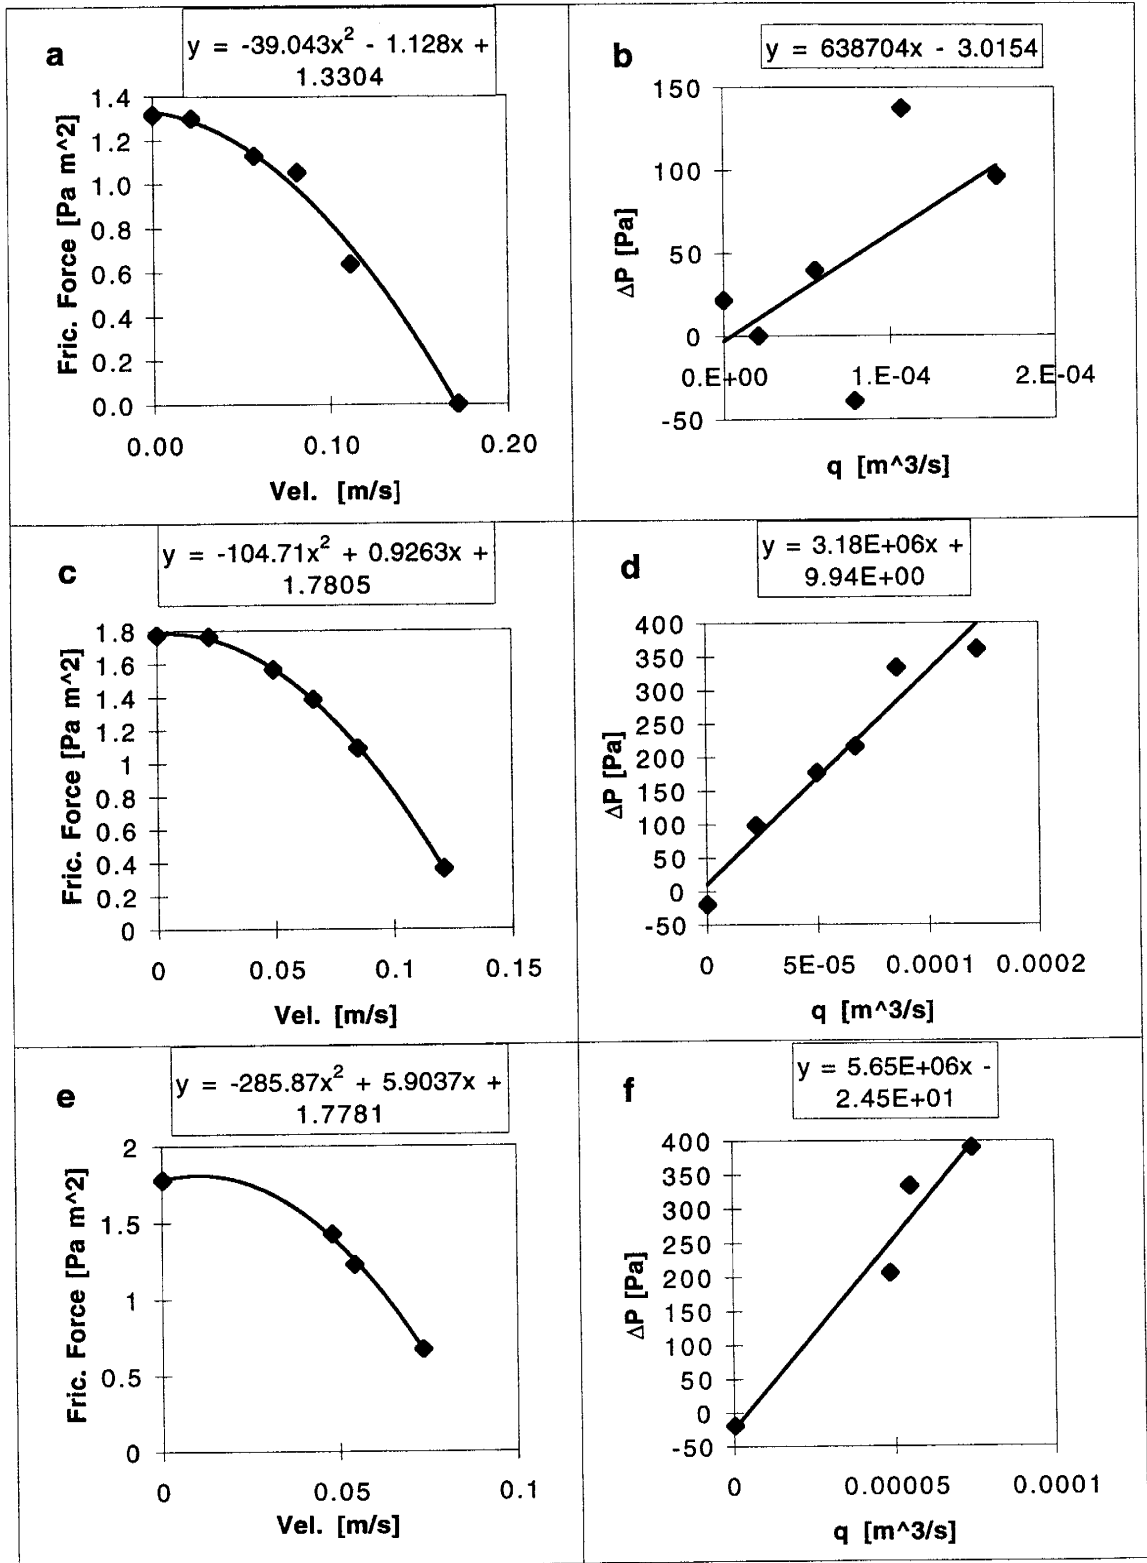 a
y = -39.043x² - 1.128x +
1.3304
1.4
1.2
1.0
0.8
0.6
0.4
0.2
0.0
Fric. Force [Pa m^2]
0.00 0.10 0.20
Vel. [m/s]
b
y = 638704x - 3.0154
150
100
50
0
-50
ΔP [Pa]
0.E+00 1.E-04 2.E-04
q [m^3/s]
c
y = -104.71x² + 0.9263x +
1.7805
1.8
1.6
1.4
1.2
1
0.8
0.6
0.4
0.2
0
Fric. Force [Pa m^2]
0 0.05 0.1 0.15
Vel. [m/s]
d
y = 3.18E+06x +
9.94E+00
400
350
300
250
200
150
100
50
0
-50
ΔP [Pa]
0 5E-05 0.0001 0.0002
q [m^3/s]
e
y = -285.87x² + 5.9037x +
1.7781
2
1.5
1
0.5
0
Fric. Force [Pa m^2]
0 0.05 0.1
Vel. [m/s]
f
y = 5.65E+06x -
2.45E+01
400
350
300
250
200
150
100
50
0
-50
ΔP [Pa]
0 0.00005 0.0001
q [m^3/s]